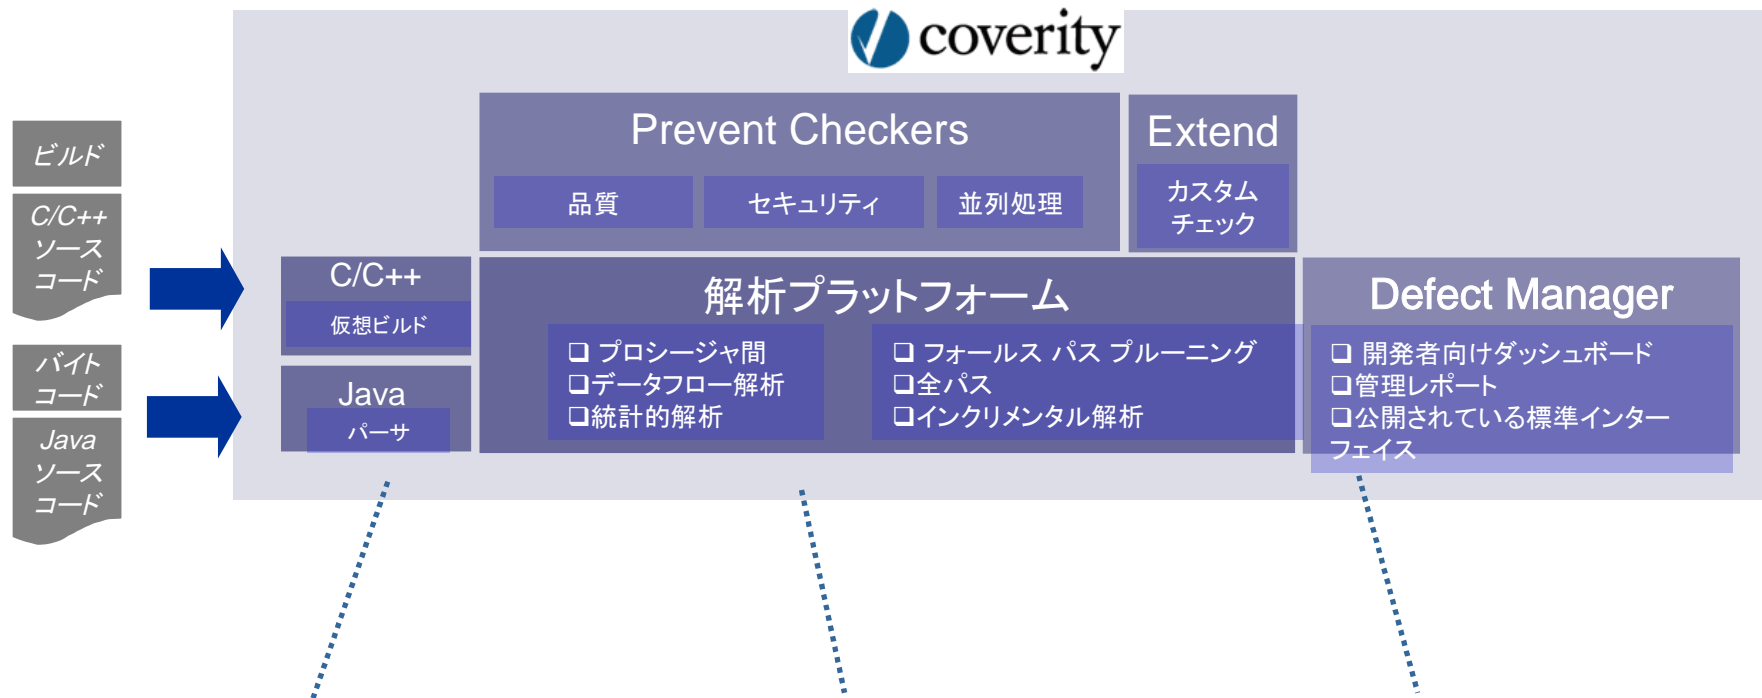 coverity
Prevent Checkers
品質
セキュリティ
並列処理
Extend
カスタム
チェック
ビルド
C/C++
ソース
コード
バイト
コード
Java
ソース
コード
C/C++
仮想ビルド
Java
パーサ
解析プラットフォーム
❑ プロシージャ間
❑データフロー解析
❑統計的解析
❑ フォールス パス プルーニング
❑全パス
❑インクリメンタル解析
Defect Manager
❑ 開発者向けダッシュボード
❑管理レポート
❑公開されている標準インター
フェイス